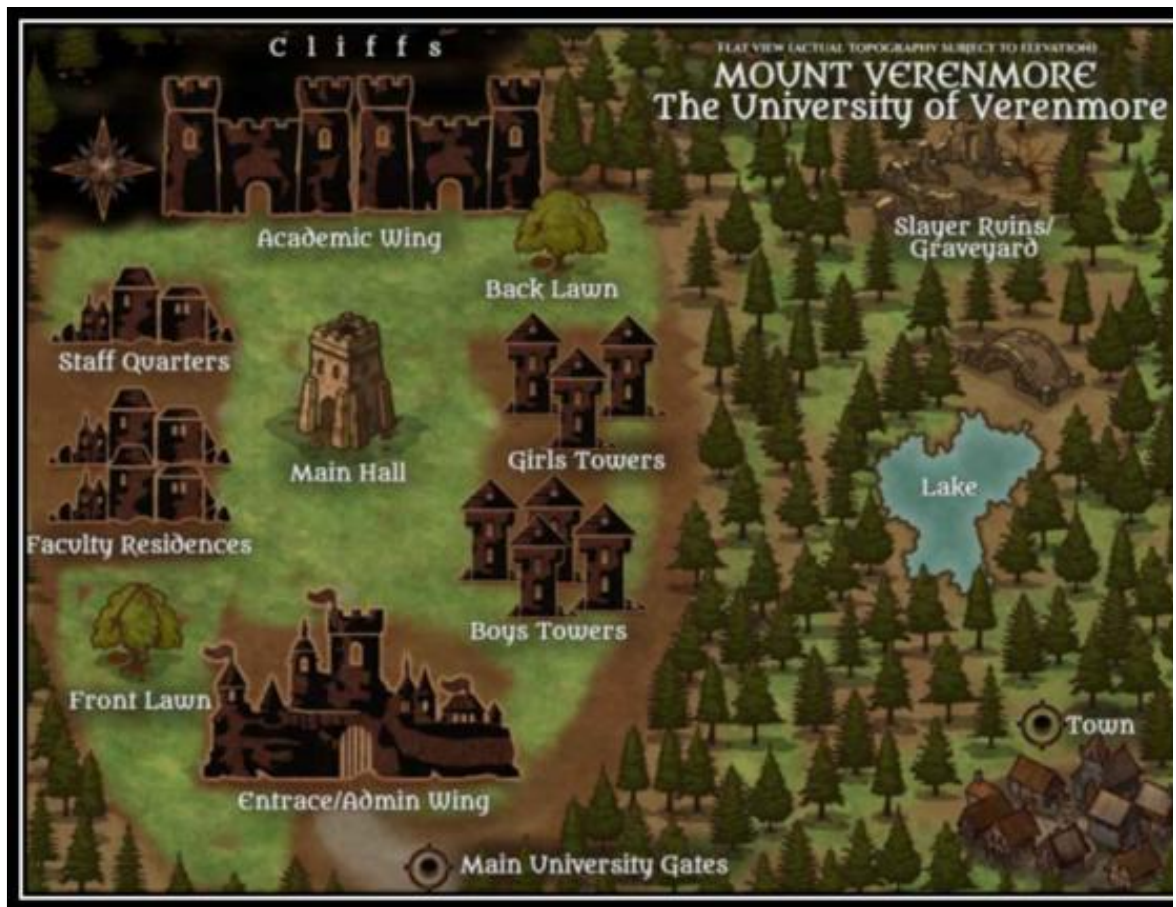 Cliffs
FLAT VIEW (ACTUAL TOPOGRAPHY SUBJECT TO ELEVATION)
MOUNT VERENMORE
The University of Verenmore
Academic Wing
Slayer Ruins/
Graveyard
Back Lawn
Staff Quarters
Main Hall
Girls Towers
Lake
Faculty Residences
Boys Towers
Front Lawn
Town
Entrace/Admin Wing
Main University Gates